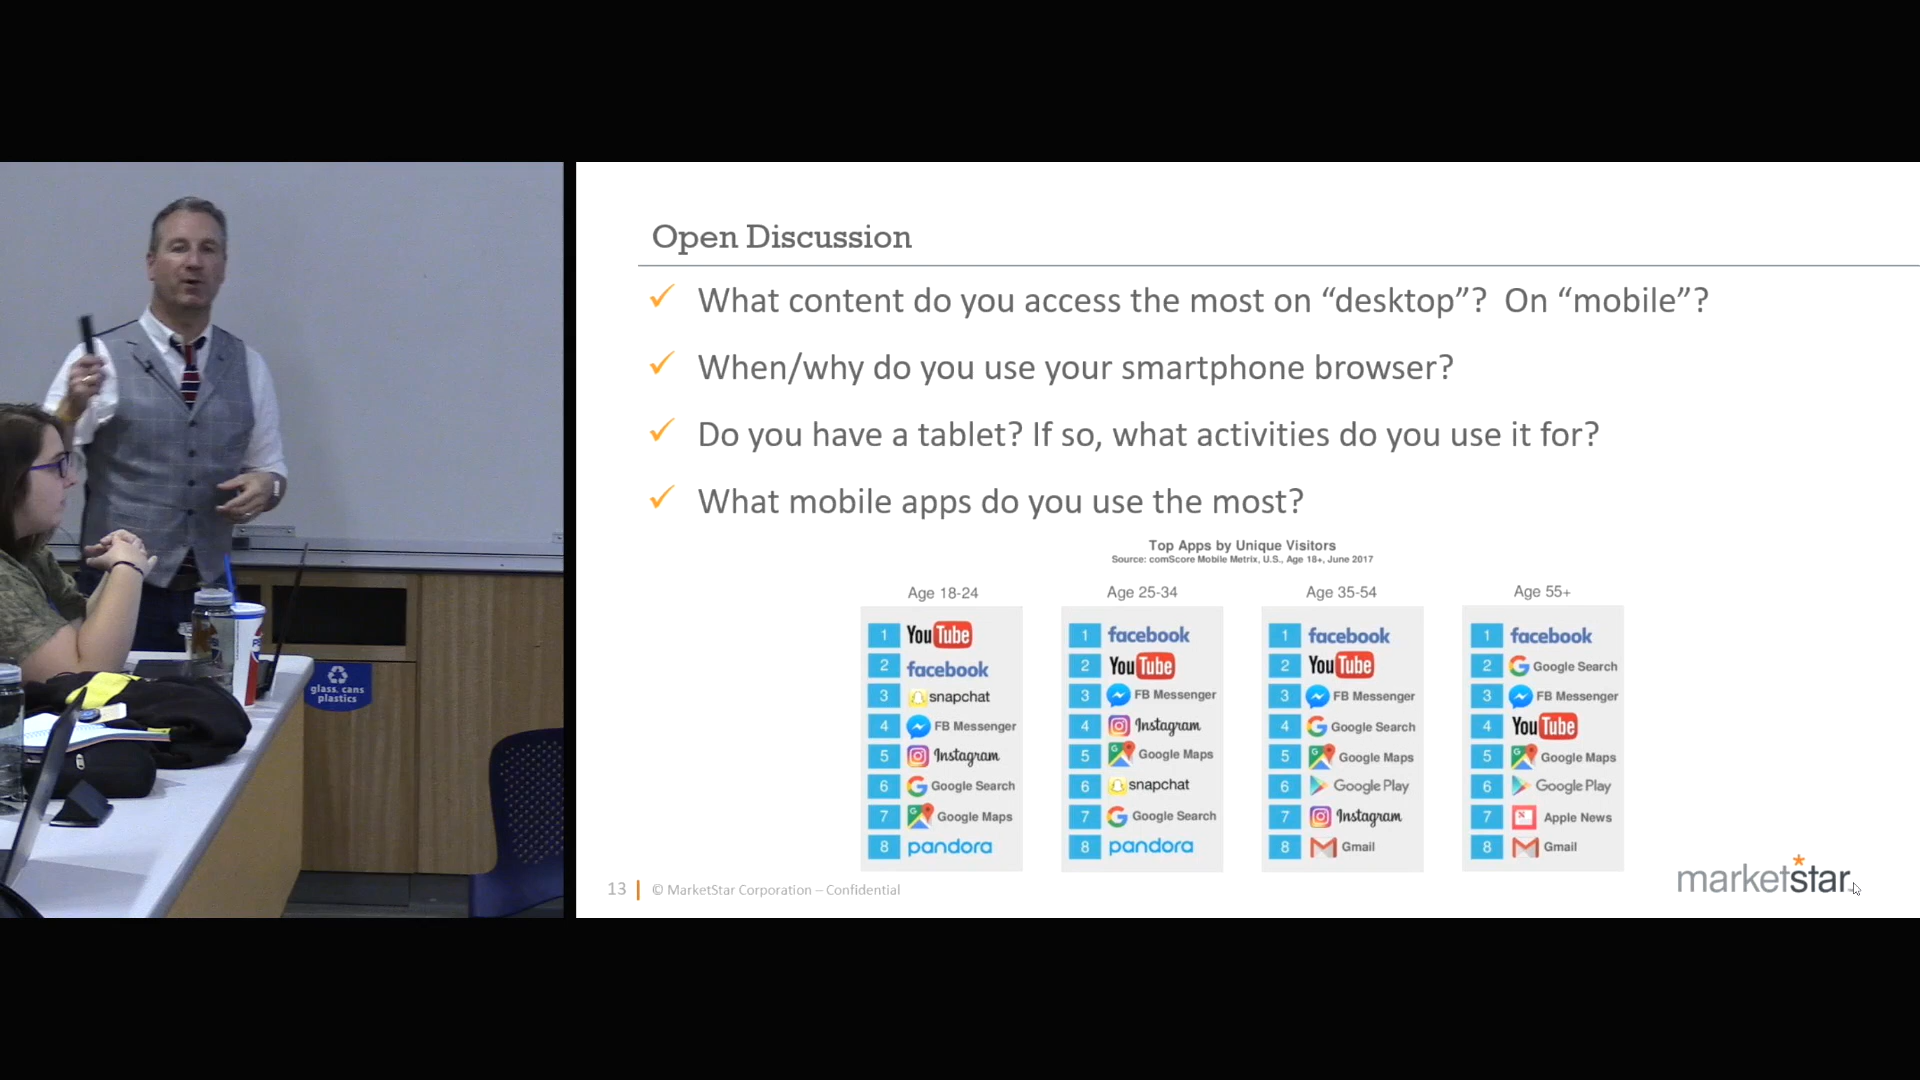 Open Discussion
✓ What content do you access the most on “desktop”? On “mobile”?
✓ When/why do you use your smartphone browser?
✓ Do you have a tablet? If so, what activities do you use it for?
✓ What mobile apps do you use the most?
Top Apps by Unique Visitors
Source: comScore Mobile Metrix, U.S., Age 18+, June 2017
Age 18-24
1 YouTube
2 facebook
3 snapchat
4 FB Messenger
5 Instagram
6 Google Search
7 Google Maps
8 pandora
Age 25-34
1 facebook
2 YouTube
3 FB Messenger
4 Instagram
5 Google Maps
6 snapchat
7 Google Search
8 pandora
Age 35-54
1 facebook
2 YouTube
3 FB Messenger
4 Google Search
5 Google Maps
6 Google Play
7 Instagram
8 Gmail
Age 55+
1 facebook
2 Google Search
3 FB Messenger
4 YouTube
5 Google Maps
6 Google Play
7 Apple News
8 Gmail
13 | © MarketStar Corporation – Confidential
marketstar
glass, cans
plastics